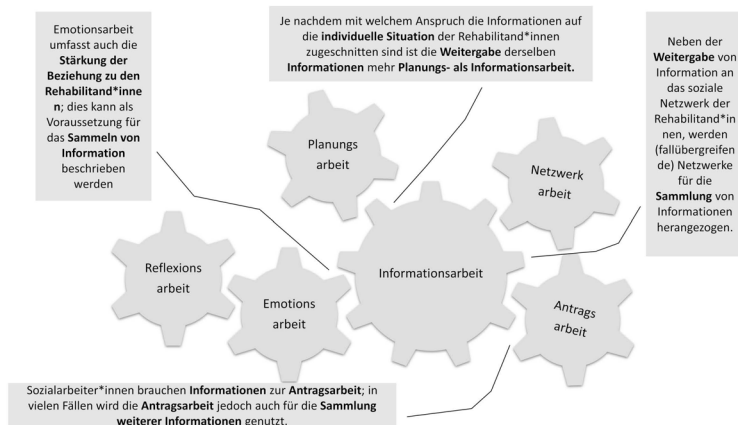 Emotionsarbeit
umfasst auch die
Stärkung der
Beziehung zu den
Rehabilitand*inne
n; dies kann als
Voraussetzung für
das Sammeln von
Information
beschrieben
werden
Je nachdem mit welchem Anspruch die Informationen auf
die individuelle Situation der Rehabilitand*innen
zugeschnitten sind ist die Weitergabe derselben
Informationen mehr Planungs- als Informationsarbeit.
Neben der
Weitergabe von
Information an
das soziale
Netzwerk der
Rehabilitand*in
nen, werden
(fallübergreifen
de) Netzwerke
für die
Sammlung von
Informationen
herangezogen.
Planungs
arbeit
Netzwerk
arbeit
Reflexions
arbeit
Emotions
arbeit
Informationsarbeit
Antrags
arbeit
Sozialarbeiter*innen brauchen Informationen zur Antragsarbeit; in
vielen Fällen wird die Antragsarbeit jedoch auch für die Sammlung
weiterer Informationen genutzt.